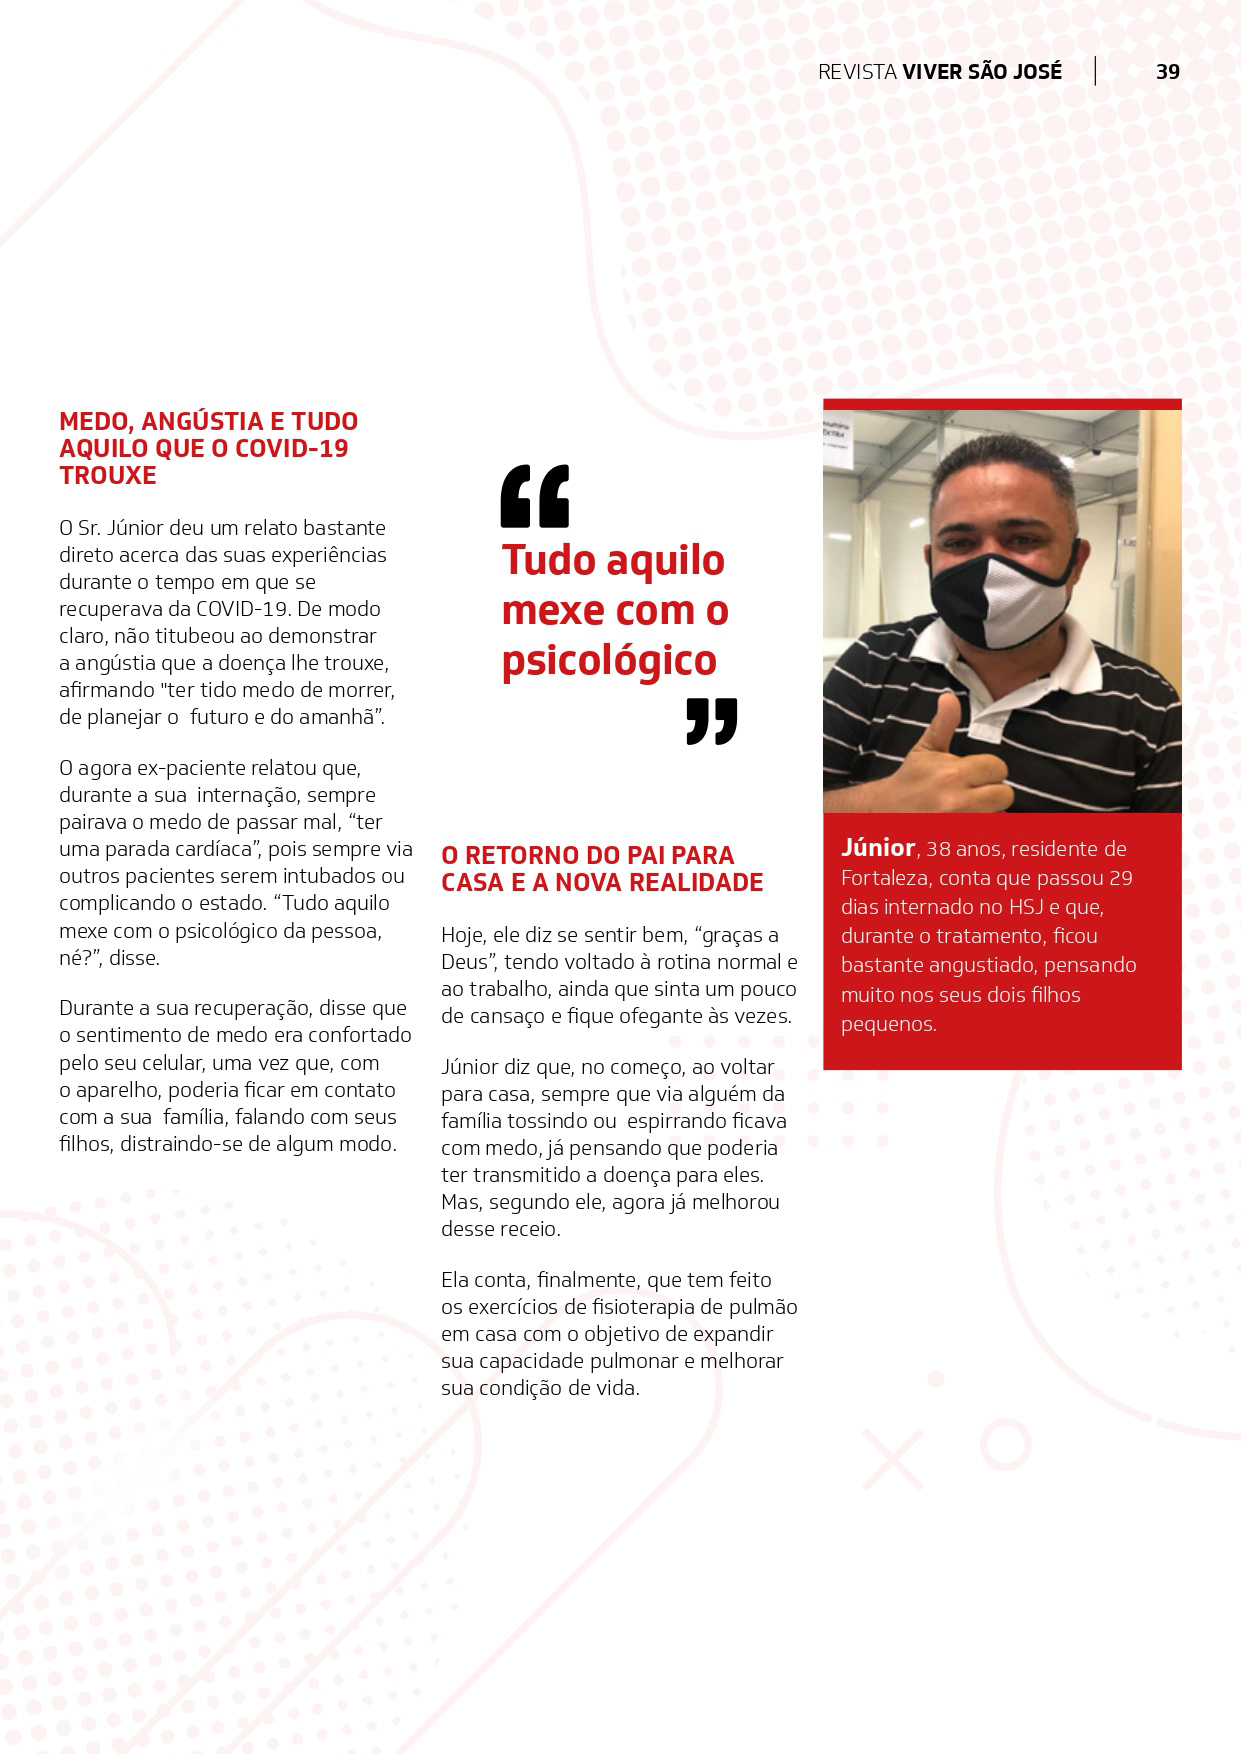 REVISTA VIVER SÃO JOSÉ 39
MEDO, ANGÚSTIA E TUDO
AQUILO QUE O COVID-19
TROUXE
O Sr. Júnior deu um relato bastante
direto acerca das suas experiências
durante o tempo em que se
recuperava da COVID-19. De modo
claro, não titubeou ao demonstrar
a angústia que a doença lhe trouxe,
afirmando "ter tido medo de morrer,
de planejar o  futuro e do amanhã”.
O agora ex-paciente relatou que,
durante a sua  internação, sempre
pairava o medo de passar mal, “ter
uma parada cardíaca”, pois sempre via
outros pacientes serem intubados ou
complicando o estado. “Tudo aquilo
mexe com o psicológico da pessoa,
né?”, disse.
Durante a sua recuperação, disse que
o sentimento de medo era confortado
pelo seu celular, uma vez que, com
o aparelho, poderia ficar em contato
com a sua  família, falando com seus
filhos, distraindo-se de algum modo.
“
Tudo aquilo
mexe com o
psicológico
”
O RETORNO DO PAI PARA
CASA E A NOVA REALIDADE
Hoje, ele diz se sentir bem, “graças a
Deus”, tendo voltado à rotina normal e
ao trabalho, ainda que sinta um pouco
de cansaço e fique ofegante às vezes.
Júnior diz que, no começo, ao voltar
para casa, sempre que via alguém da
família tossindo ou  espirrando ficava
com medo, já pensando que poderia
ter transmitido a doença para eles.
Mas, segundo ele, agora já melhorou
desse receio.
Ela conta, finalmente, que tem feito
os exercícios de fisioterapia de pulmão
em casa com o objetivo de expandir
sua capacidade pulmonar e melhorar
sua condição de vida.
Júnior, 38 anos, residente de
Fortaleza, conta que passou 29
dias internado no HSJ e que,
durante o tratamento, ficou
bastante angustiado, pensando
muito nos seus dois filhos
pequenos.